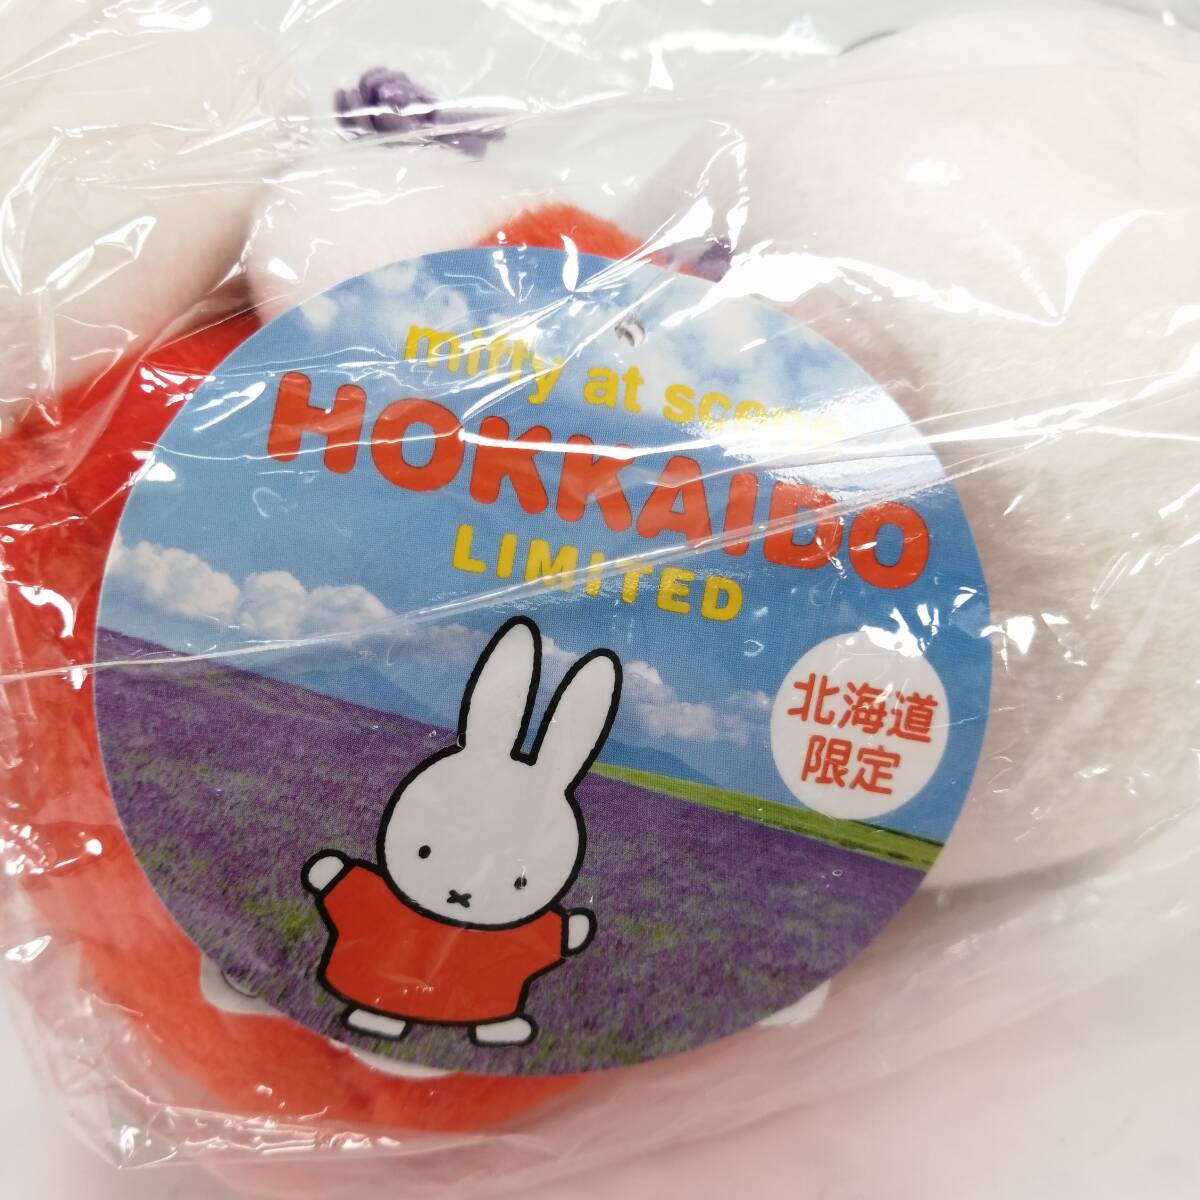 miffy at scene
HOKKAIDO
LIMITED
北海道
限定